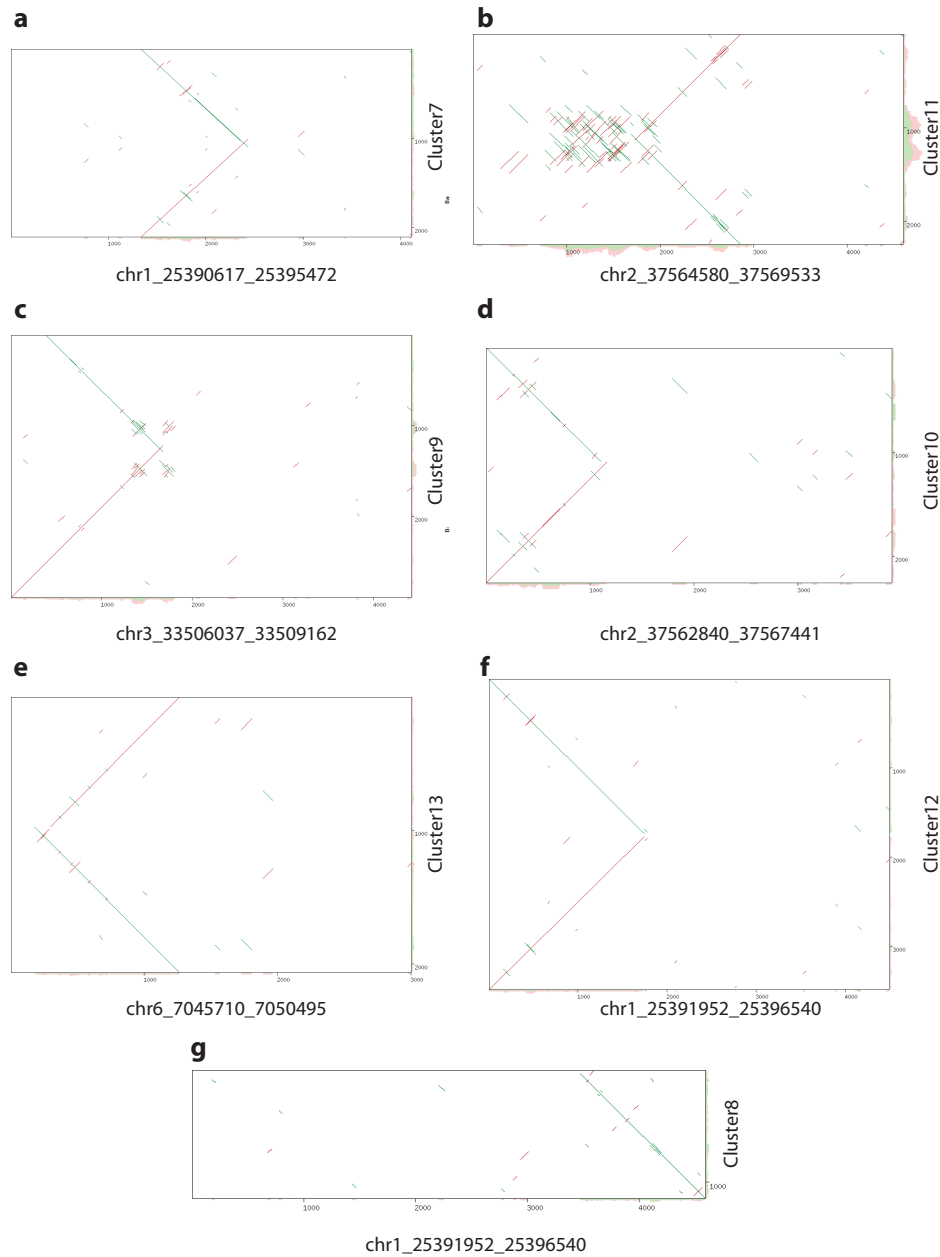 a
b
1000
2000
3000
4000
1000
2000
Cluster7
chr1_25390617_25395472
1000
2000
3000
4000
1000
2000
Cluster11
chr2_37564580_37569533
c
d
1000
2000
3000
4000
1000
2000
Cluster9
chr3_33506037_33509162
1000
2000
3000
1000
2000
Cluster10
chr2_37562840_37567441
e
f
1000
2000
3000
1000
2000
Cluster13
chr6_7045710_7050495
1000
2000
3000
4000
1000
2000
3000
Cluster12
chr1_25391952_25396540
g
1000
2000
3000
4000
1000
Cluster8
chr1_25391952_25396540